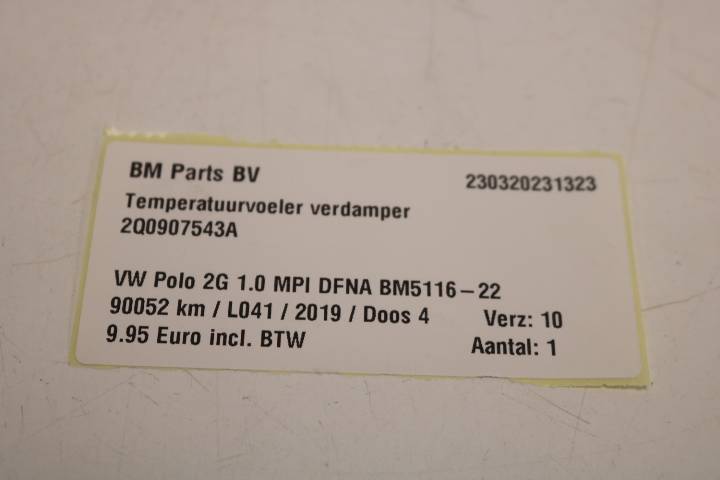 BM Parts BV 230320231323
Temperatuurvoeler verdamper
2Q0907543A
VW Polo 2G 1.0 MPI DFNA BM5116-22
90052 km / L041 / 2019 / Doos 4 Verz: 10
9.95 Euro incl. BTW Aantal: 1